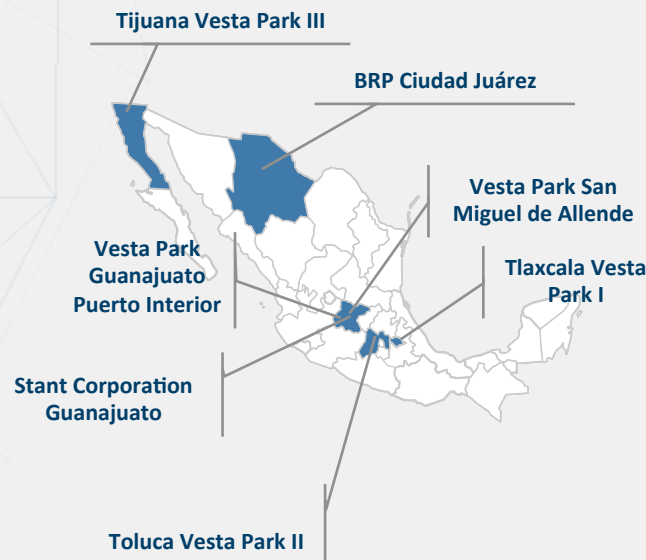 Tijuana Vesta Park III
BRP Ciudad Juárez
Vesta Park San
Miguel de Allende
Vesta Park
Guanajuato
Puerto Interior
Tlaxcala Vesta
Park I
Stant Corporation
Guanajuato
Toluca Vesta Park II